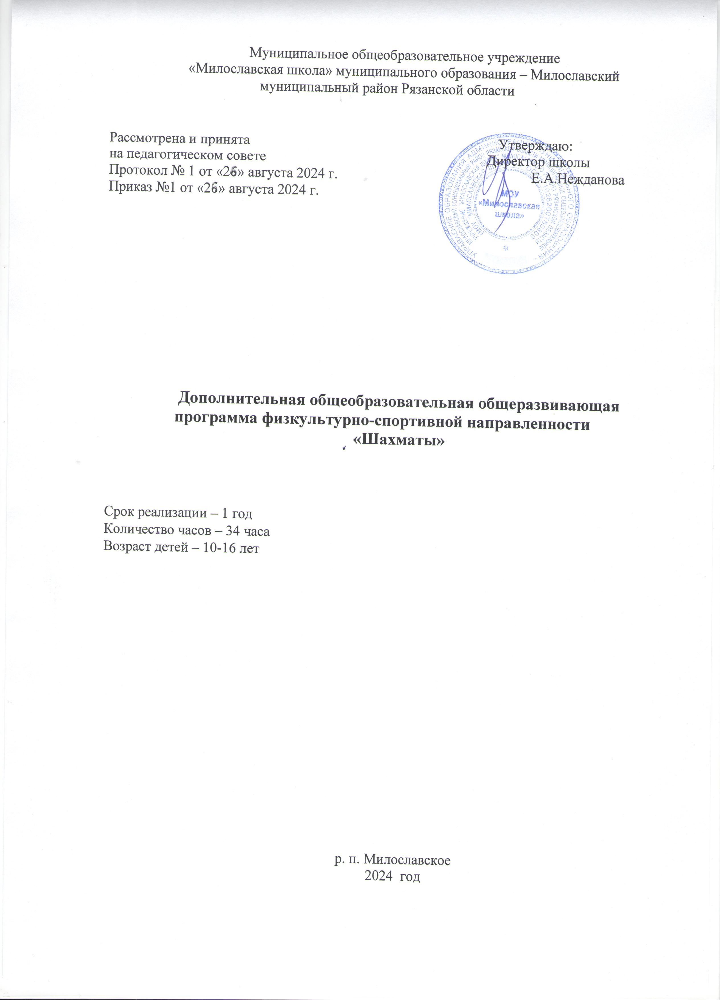 Муниципальное общеобразовательное учреждение
«Милославская школа» муниципального образования – Милославский
муниципальный район Рязанской области
Рассмотрена и принята
на педагогическом совете
Протокол № 1 от «26» августа 2024 г.
Приказ №1 от «26» августа 2024 г.
Утверждаю:
Директор школы
Е.А.Нежданова
МОУ
«Милославская
школа»
Дополнительная общеобразовательная общеразвивающая
программа физкультурно-спортивной направленности
«Шахматы»
Срок реализации – 1 год
Количество часов – 34 часа
Возраст детей – 10-16 лет
р. п. Милославское
2024 год